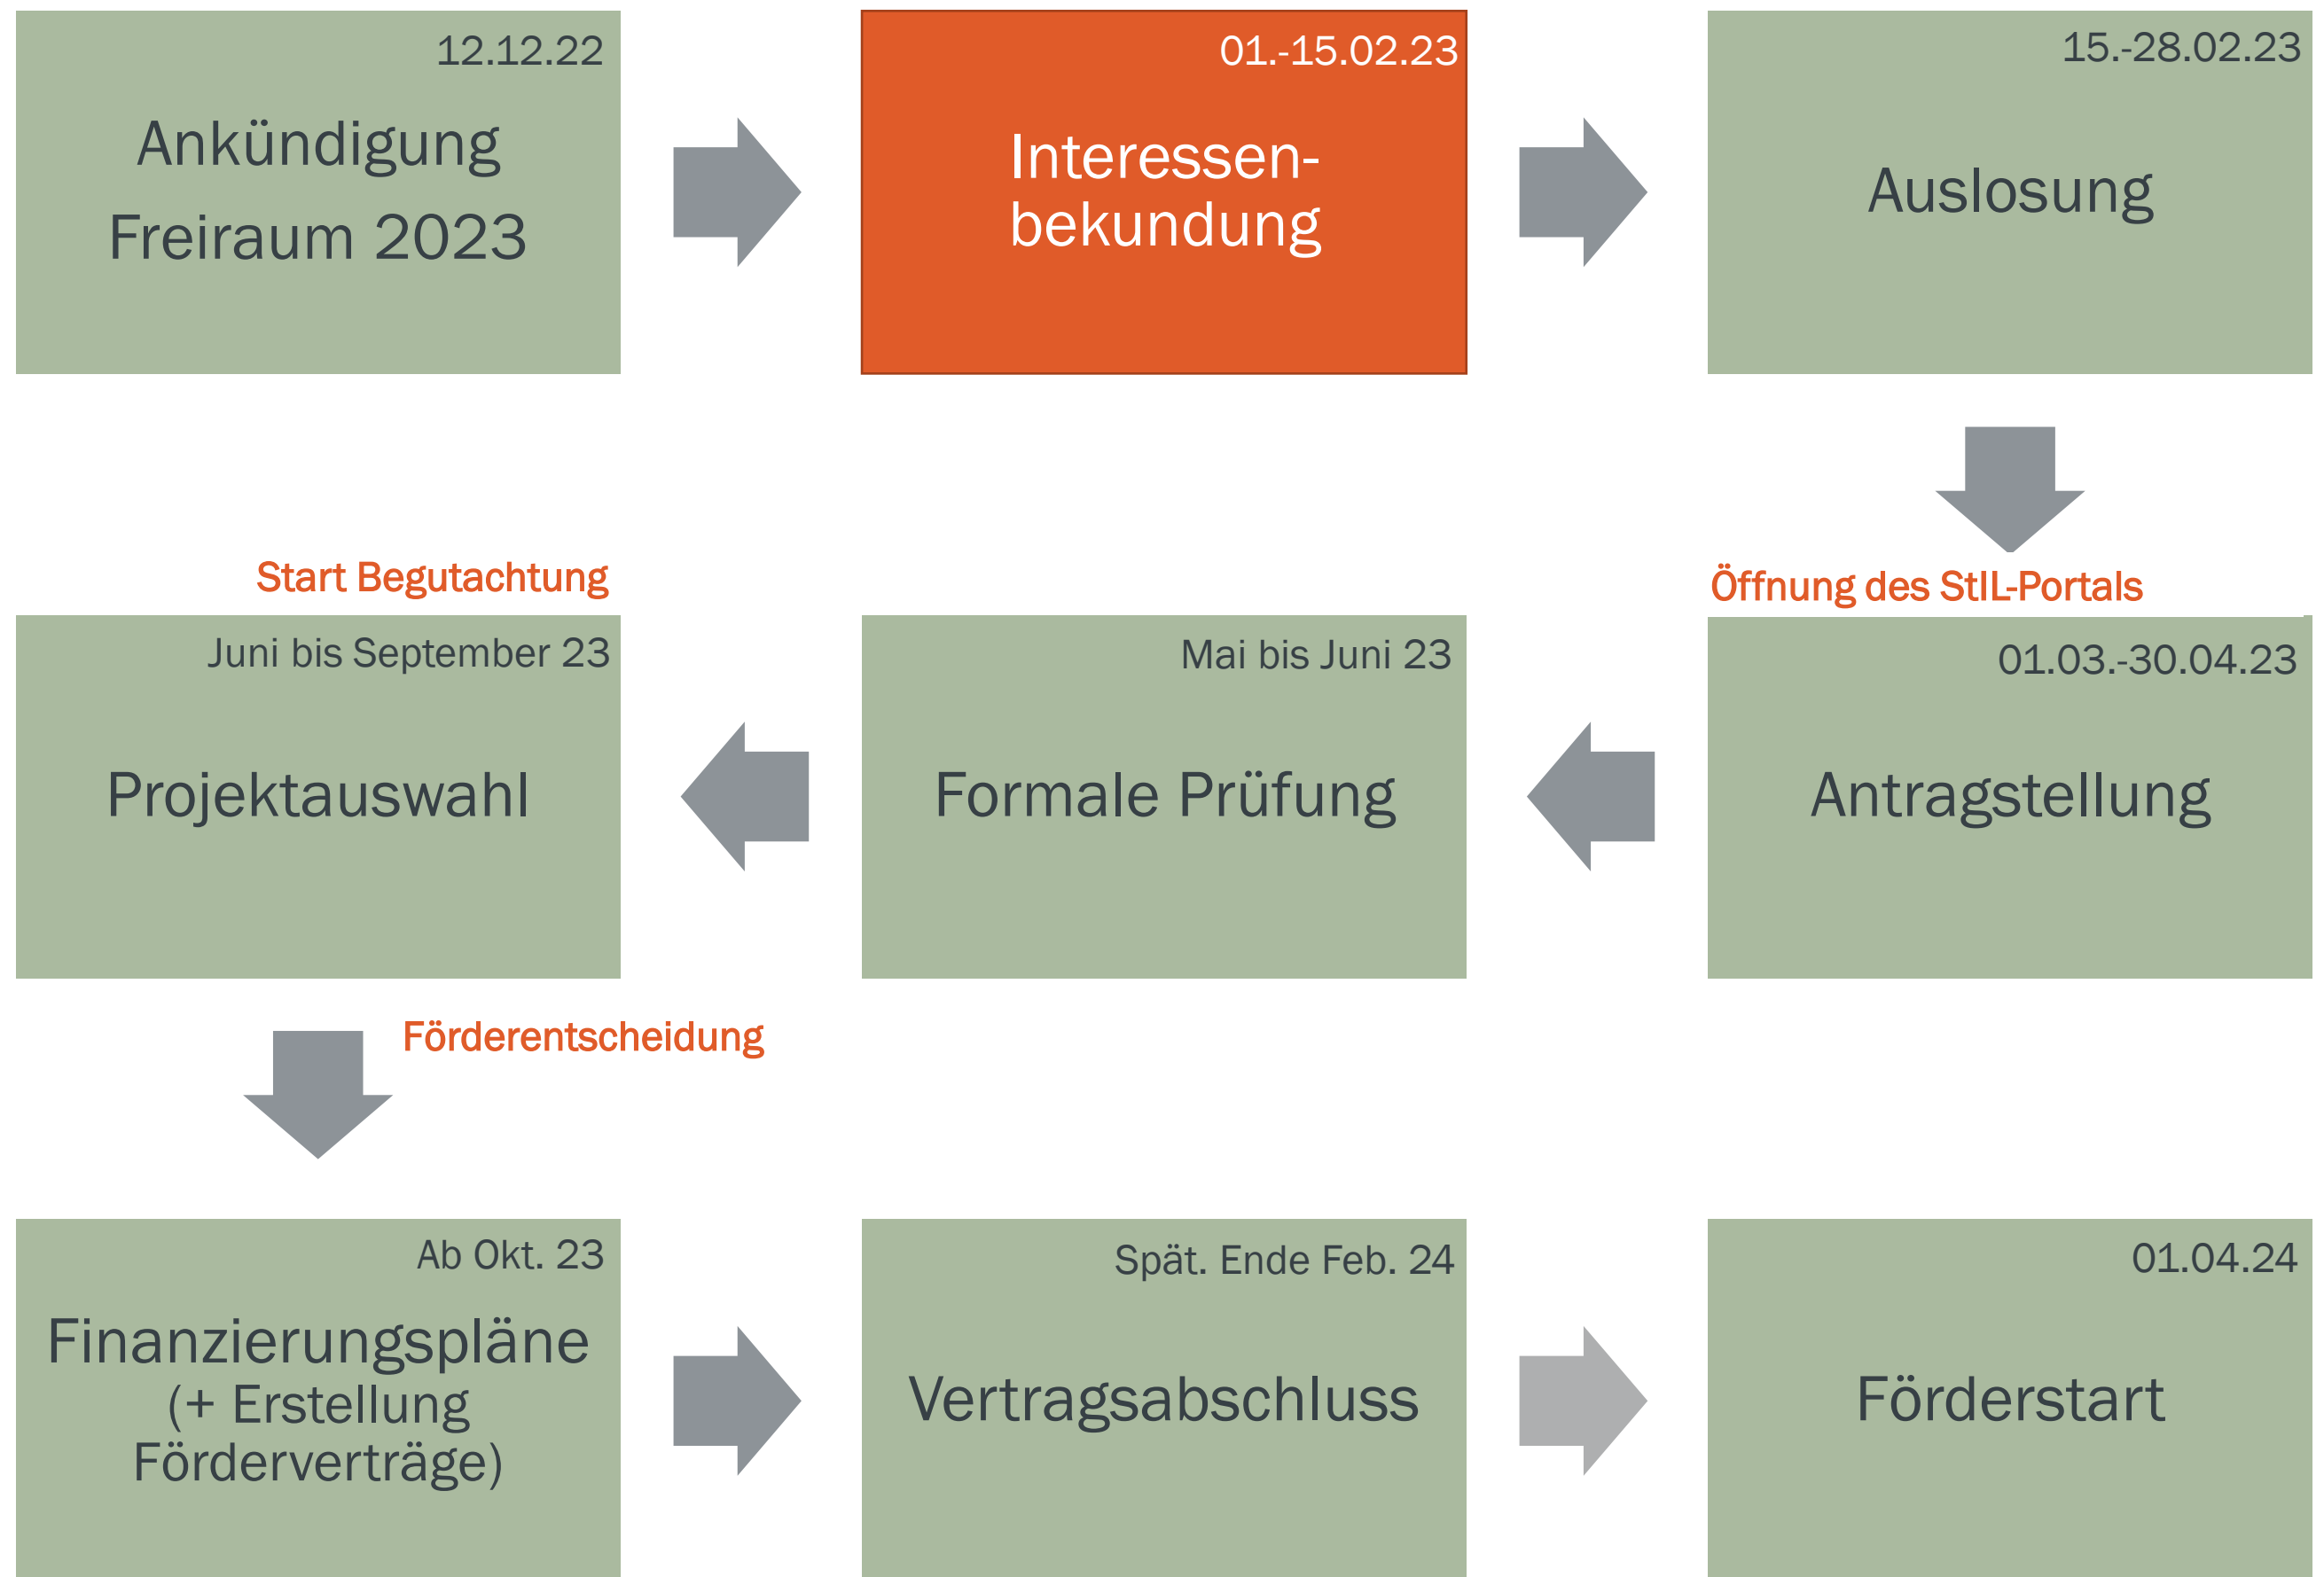 12.12.22
Ankündigung
Freiraum 2023
01.-15.02.23
Interessen-
bekundung
15.-28.02.23
Auslosung
Öffnung des StIL-Portals
01.03.-30.04.23
Antragstellung
Mai bis Juni 23
Formale Prüfung
Start Begutachtung
Juni bis September 23
Projektauswahl
Förderentscheidung
Ab Okt. 23
Finanzierungspläne
(+ Erstellung
Förderverträge)
Spät. Ende Feb. 24
Vertragsabschluss
01.04.24
Förderstart